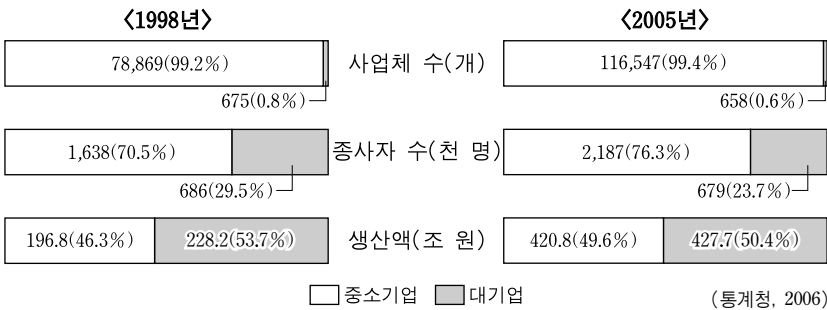 〈1998년〉 〈2005년〉
78,869(99.2%) 사업체 수(개) 116,547(99.4%)
675(0.8%) 658(0.6%)
1,638(70.5%) 종사자 수(천 명) 2,187(76.3%)
686(29.5%) 679(23.7%)
196.8(46.3%) 228.2(53.7%) 생산액(조 원) 420.8(49.6%) 427.7(50.4%)
중소기업 대기업 (통계청, 2006)